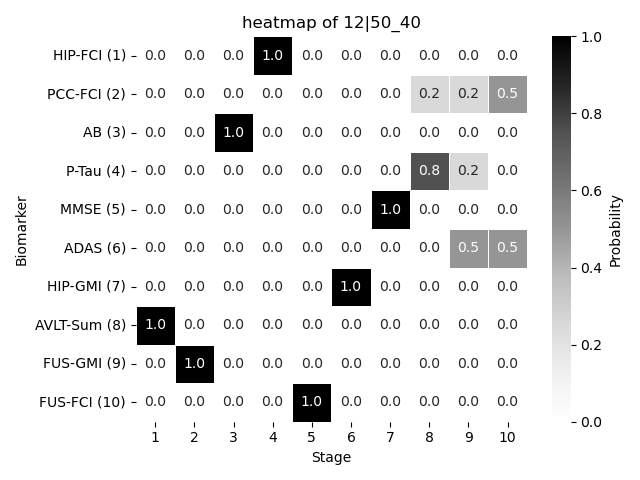 heatmap of 12|50_40
HIP-FCI (1) 0.0 0.0 0.0 1.0 0.0 0.0 0.0 0.0 0.0 0.0
PCC-FCI (2) 0.0 0.0 0.0 0.0 0.0 0.0 0.0 0.2 0.2 0.5
AB (3) 0.0 0.0 1.0 0.0 0.0 0.0 0.0 0.0 0.0 0.0
P-Tau (4) 0.0 0.0 0.0 0.0 0.0 0.0 0.0 0.8 0.2 0.0
MMSE (5) 0.0 0.0 0.0 0.0 0.0 0.0 1.0 0.0 0.0 0.0
ADAS (6) 0.0 0.0 0.0 0.0 0.0 0.0 0.0 0.0 0.5 0.5
HIP-GMI (7) 0.0 0.0 0.0 0.0 0.0 1.0 0.0 0.0 0.0 0.0
AVLT-Sum (8) 1.0 0.0 0.0 0.0 0.0 0.0 0.0 0.0 0.0 0.0
FUS-GMI (9) 0.0 1.0 0.0 0.0 0.0 0.0 0.0 0.0 0.0 0.0
FUS-FCI (10) 0.0 0.0 0.0 0.0 1.0 0.0 0.0 0.0 0.0 0.0
1 2 3 4 5 6 7 8 9 10
Stage
Biomarker
1.0
0.8
0.6
0.4
0.2
0.0
Probability